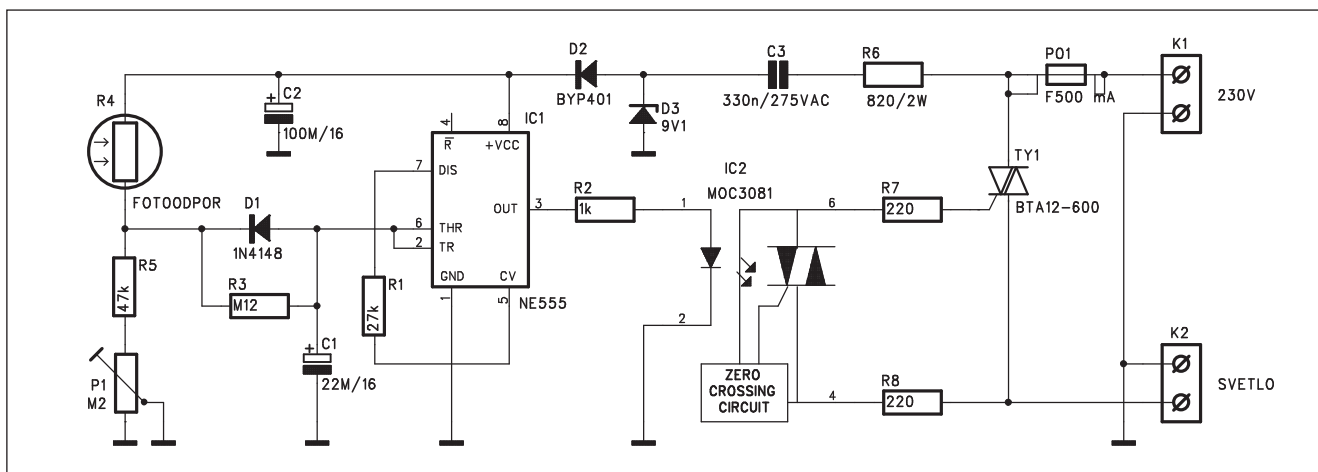 R4
FOTOODPOR
C2
100M/16
D2
BYP401
D3
9V1
C3
330n/275VAC
R6
820/2W
PO1
F500 mA
K1
230V
D1
1N4148
R3
M12
R5
47k
P1
M2
C1
22M/16
R1
27k
IC1
NE555
4
8
R
+VCC
7
DIS
OUT
3
6
THR
2
TR
GND
CV
1
5
R2
1k
IC2
MOC3081
1
2
6
4
ZERO
CROSSING
CIRCUIT
R7
220
R8
220
TY1
BTA12-600
K2
SVETLO